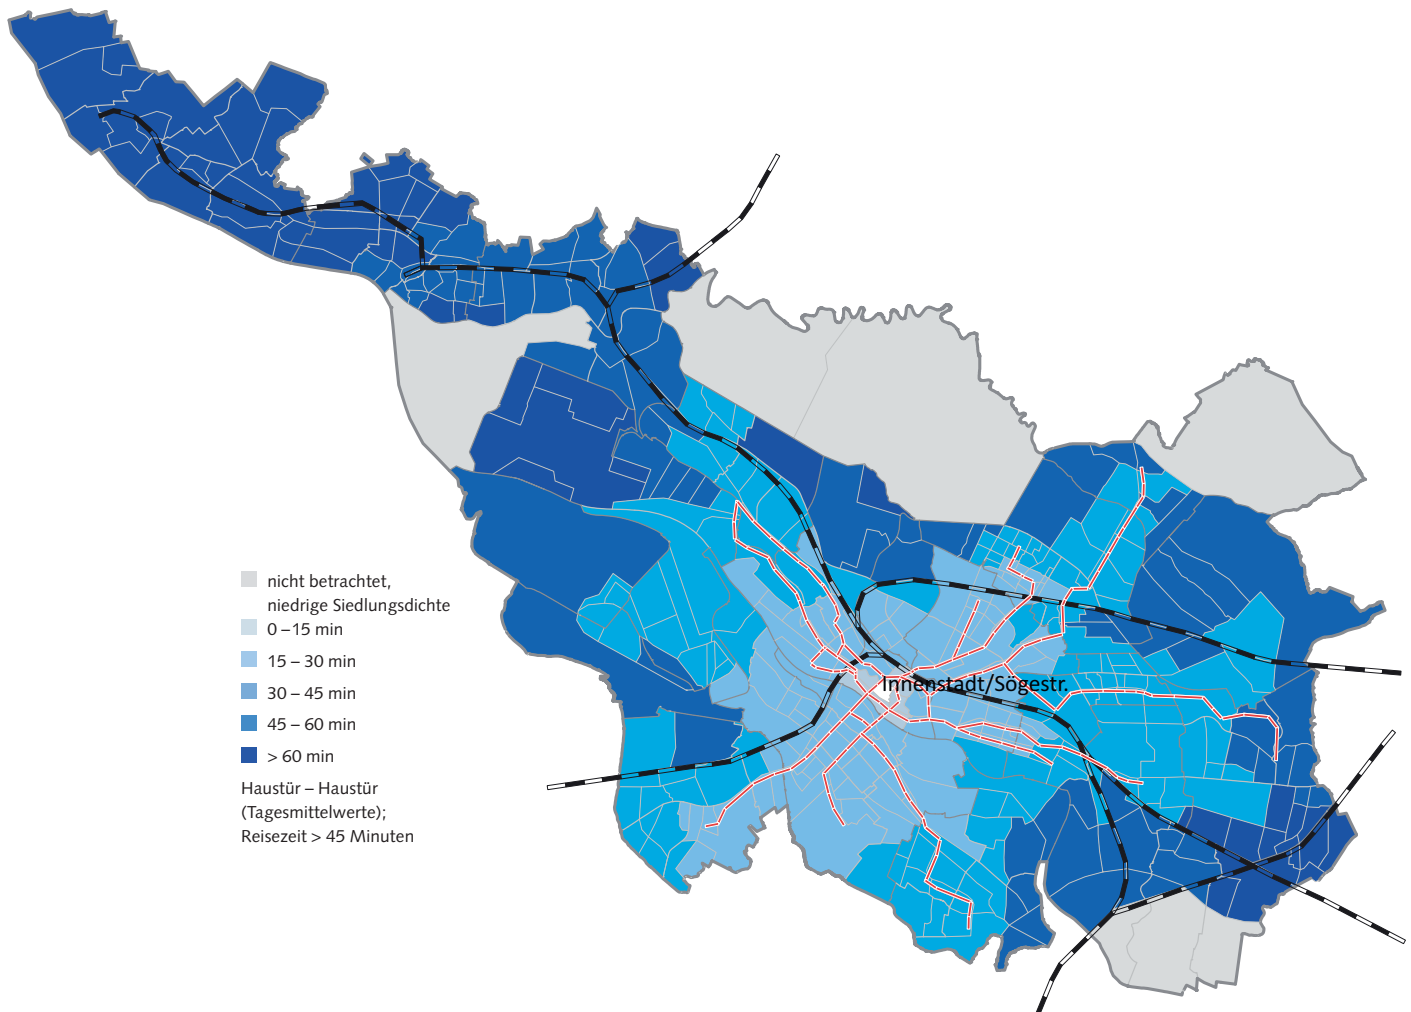 Innenstadt/Sögestr.
nicht betrachtet,
niedrige Siedlungsdichte
0 – 15 min
15 – 30 min
30 – 45 min
45 – 60 min
> 60 min
Haustür – Haustür
(Tagesmittelwerte);
Reisezeit > 45 Minuten